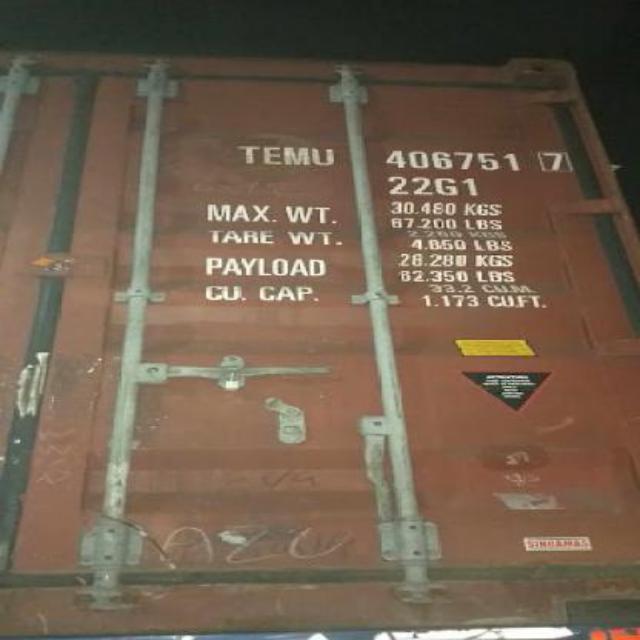 TEMU 406751 7
22G1
MAX. WT. 30.480 KGS
67.200 LBS
TARE WT. 2.200 KGS
4.850 LBS
PAYLOAD 28.280 KGS
62.350 LBS
CU. CAP. 33.2 CU.M.
1.173 CU.FT.
SINGAMAS